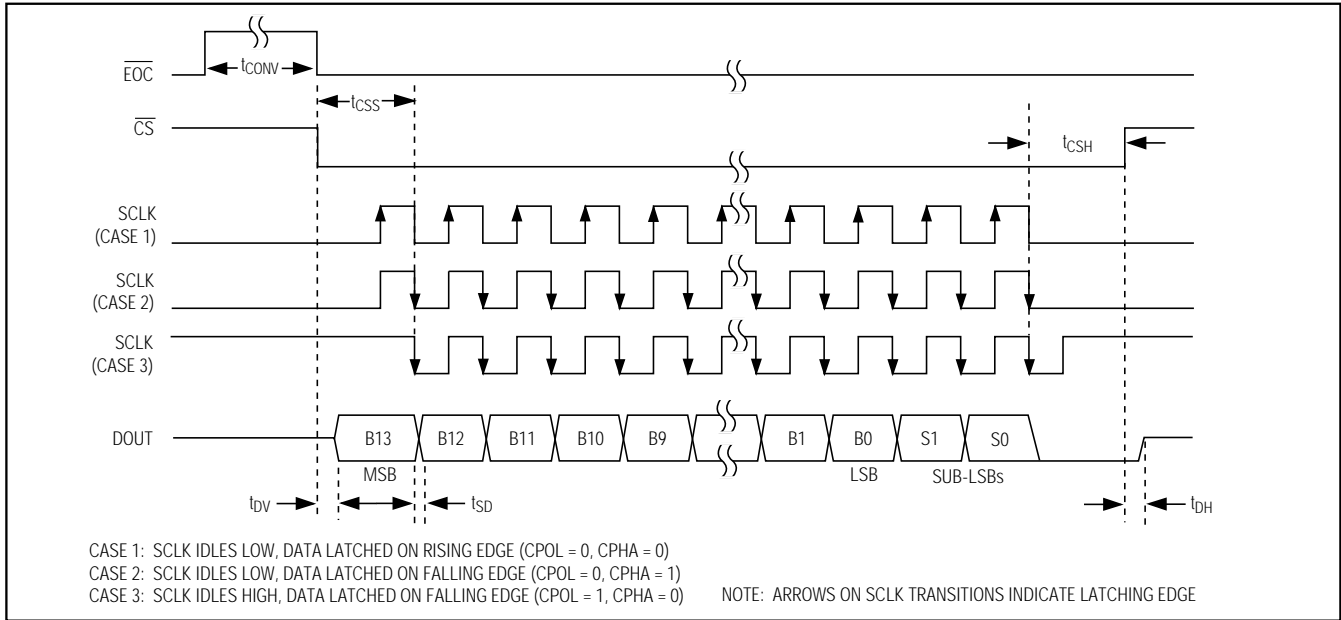 EOC
tCONV
tCSS
CS
tCSH
SCLK
(CASE 1)
SCLK
(CASE 2)
SCLK
(CASE 3)
DOUT
B13
B12
B11
B10
B9
B1
B0
S1
S0
MSB
LSB
SUB-LSBs
tDV
tSD
tDH
CASE 1: SCLK IDLES LOW, DATA LATCHED ON RISING EDGE (CPOL = 0, CPHA = 0)
CASE 2: SCLK IDLES LOW, DATA LATCHED ON FALLING EDGE (CPOL = 0, CPHA = 1)
CASE 3: SCLK IDLES HIGH, DATA LATCHED ON FALLING EDGE (CPOL = 1, CPHA = 0)
NOTE: ARROWS ON SCLK TRANSITIONS INDICATE LATCHING EDGE